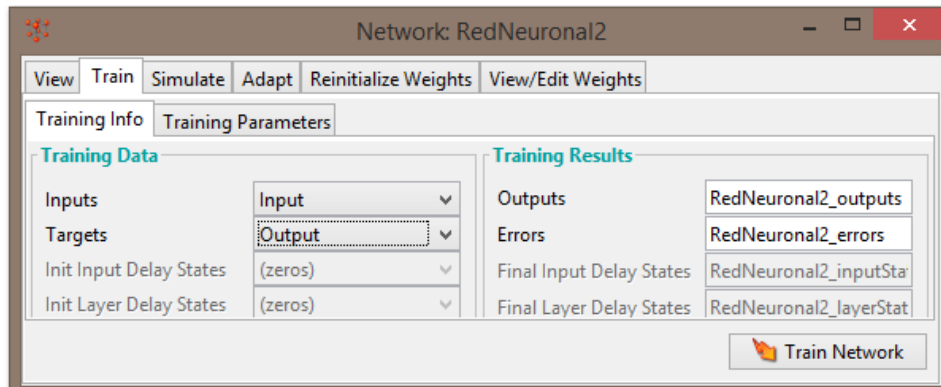 Network: RedNeuronal2
View Train Simulate Adapt Reinitialize Weights View/Edit Weights
Training Info Training Parameters
Training Data
Inputs Input
Targets Output
Init Input Delay States (zeros)
Init Layer Delay States (zeros)
Training Results
Outputs RedNeuronal2_outputs
Errors RedNeuronal2_errors
Final Input Delay States RedNeuronal2_inputSta
Final Layer Delay States RedNeuronal2_layerStat
Train Network